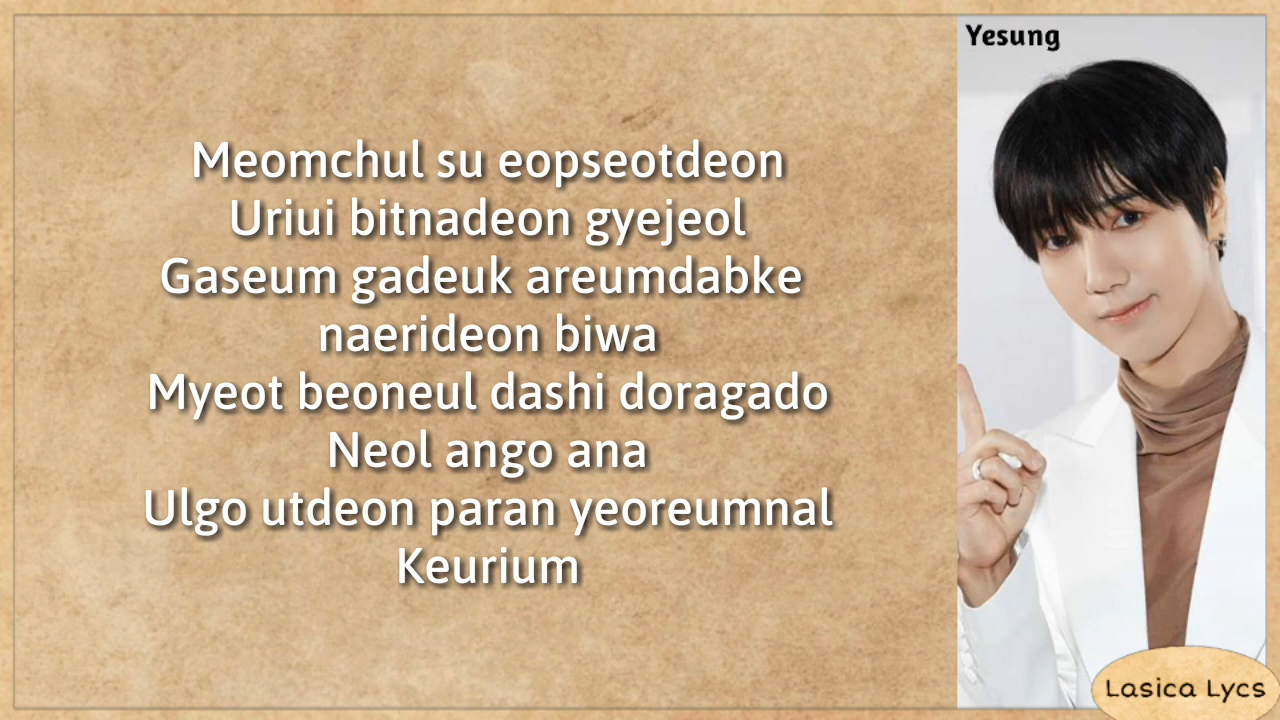 Yesung
Meomchul su eopseotdeon
Uriui bitnadeon gyejeol
Gaseum gadeuk areumdabke
naerideon biwa
Myeot beoneul dashi doragado
Neol ango ana
Ulgo utdeon paran yeoreumnal
Keurium
Lasica Lycs